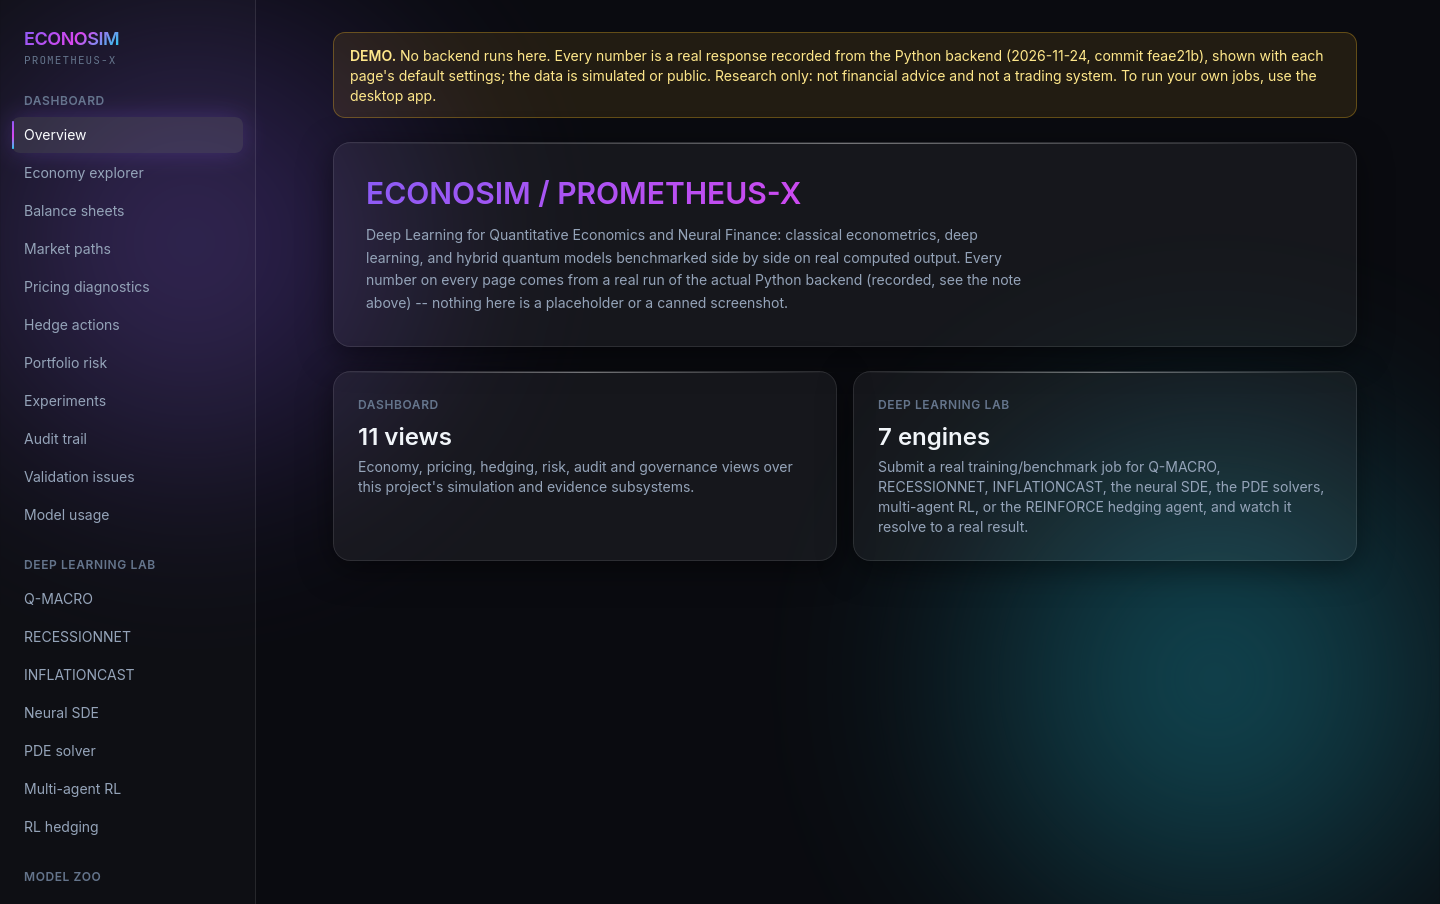 ECONOSIM
PROMETHEUS-X
DASHBOARD
Overview
Economy explorer
Balance sheets
Market paths
Pricing diagnostics
Hedge actions
Portfolio risk
Experiments
Audit trail
Validation issues
Model usage
DEEP LEARNING LAB
Q-MACRO
RECESSIONNET
INFLATIONCAST
Neural SDE
PDE solver
Multi-agent RL
RL hedging
MODEL ZOO
DEMO. No backend runs here. Every number is a real response recorded from the Python backend (2026-11-24, commit feae21b), shown with each
page's default settings; the data is simulated or public. Research only: not financial advice and not a trading system. To run your own jobs, use the
desktop app.
ECONOSIM / PROMETHEUS-X
Deep Learning for Quantitative Economics and Neural Finance: classical econometrics, deep
learning, and hybrid quantum models benchmarked side by side on real computed output. Every
number on every page comes from a real run of the actual Python backend (recorded, see the note
above) -- nothing here is a placeholder or a canned screenshot.
DASHBOARD
11 views
Economy, pricing, hedging, risk, audit and governance views over
this project's simulation and evidence subsystems.
DEEP LEARNING LAB
7 engines
Submit a real training/benchmark job for Q-MACRO,
RECESSIONNET, INFLATIONCAST, the neural SDE, the PDE solvers,
multi-agent RL, or the REINFORCE hedging agent, and watch it
resolve to a real result.